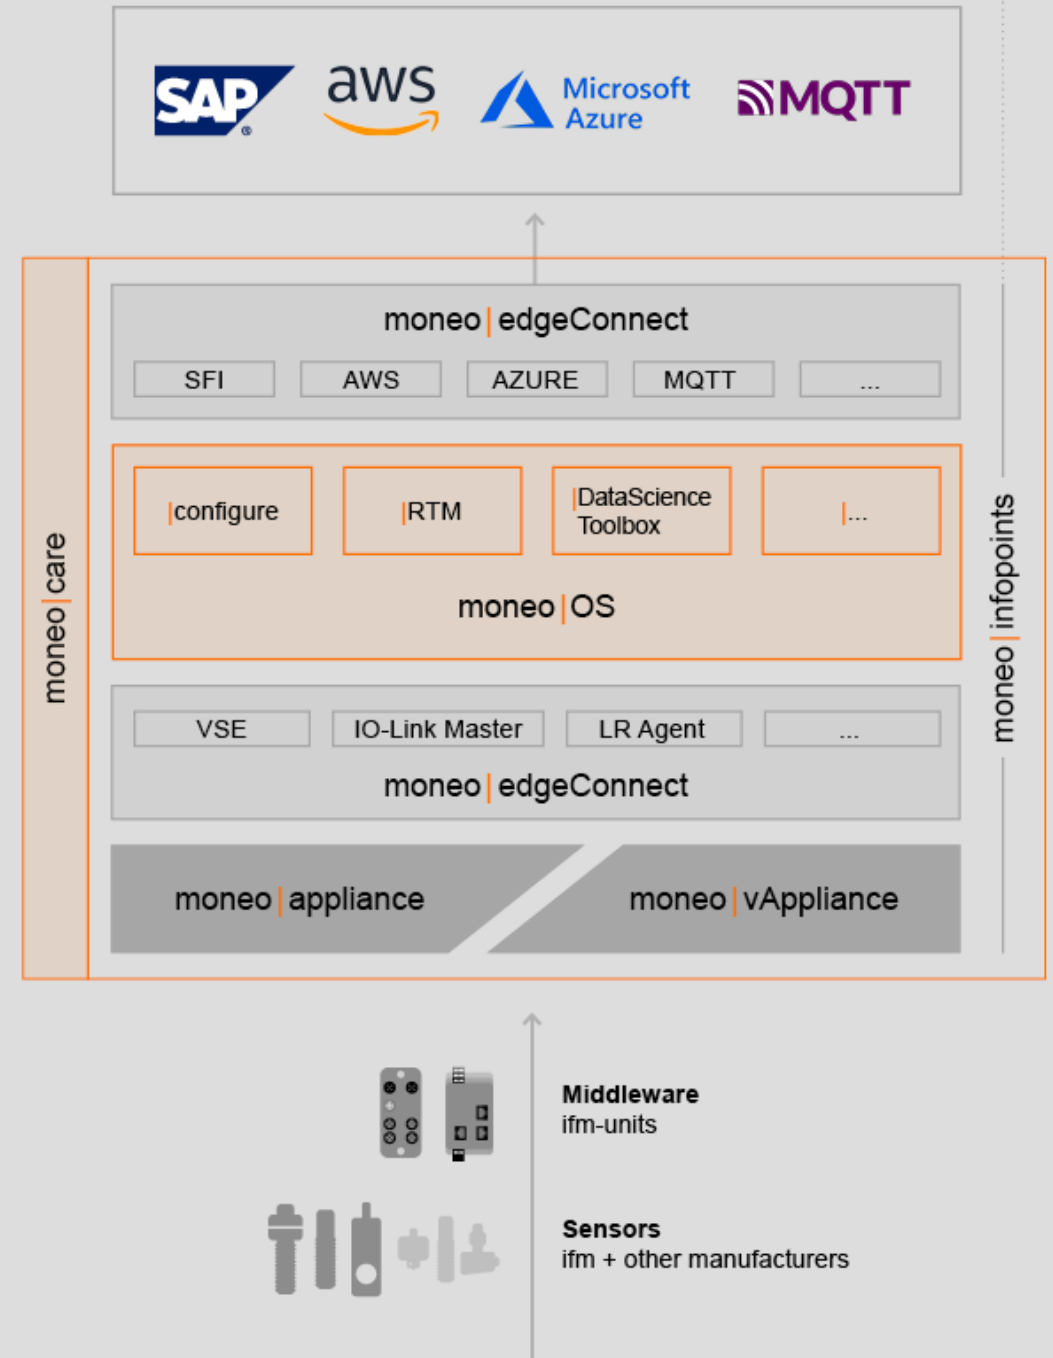 SAP
®
aws
Microsoft
Azure
MQTT
moneo|edgeConnect
SFI
AWS
AZURE
MQTT
...
|configure
|RTM
|DataScience
Toolbox
|...
moneo|OS
VSE
IO-Link Master
LR Agent
...
moneo|edgeConnect
moneo|appliance
moneo|vAppliance
moneo|care
moneo|infopoints
Middleware
ifm-units
Sensors
ifm + other manufacturers